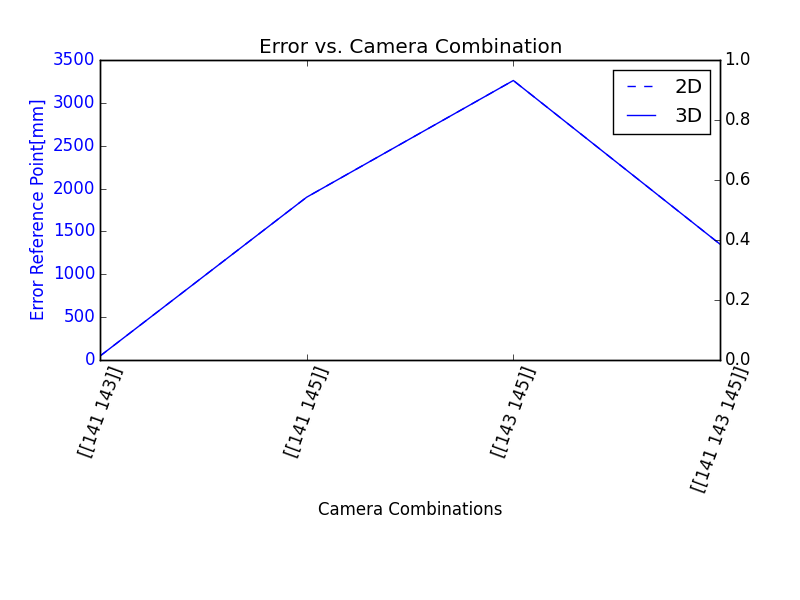 Error vs. Camera Combination
3500
3000
2500
2000
1500
1000
500
0
Error Reference Point[mm]
1.0
0.8
0.6
0.4
0.2
0.0
2D
3D
[[141 143]]
[[141 145]]
[[143 145]]
[[141 143 145]]
Camera Combinations